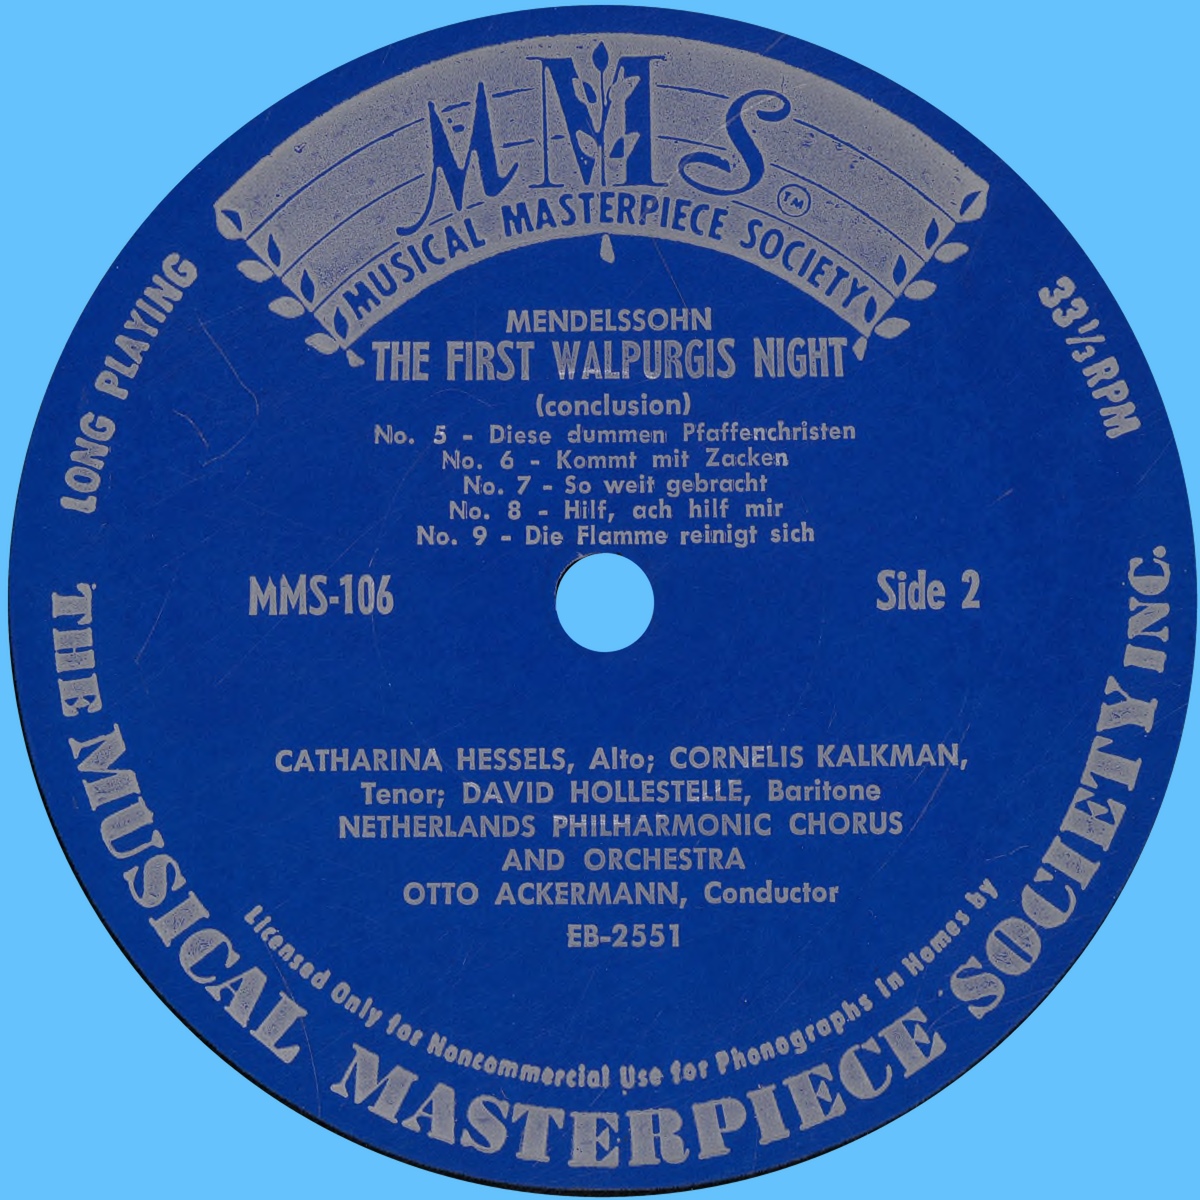 MMS
TM
MUSICAL MASTERPIECE SOCIETY
LONG PLAYING
33⅓ RPM
MENDELSSOHN
THE FIRST WALPURGIS NIGHT
(conclusion)
No. 5 - Diese dummen Pfaffenchristen
No. 6 - Kommt mit Zacken
No. 7 - So weit gebracht
No. 8 - Hilf, ach hilf mir
No. 9 - Die Flamme reinigt sich
MMS-106
Side 2
CATHARINA HESSELS, Alto; CORNELIS KALKMAN,
Tenor; DAVID HOLLESTELLE, Baritone
NETHERLANDS PHILHARMONIC CHORUS
AND ORCHESTRA
OTTO ACKERMANN, Conductor
EB-2551
Licensed Only for Noncommercial Use for Phonographs In Homes by
THE MUSICAL MASTERPIECE SOCIETY INC.